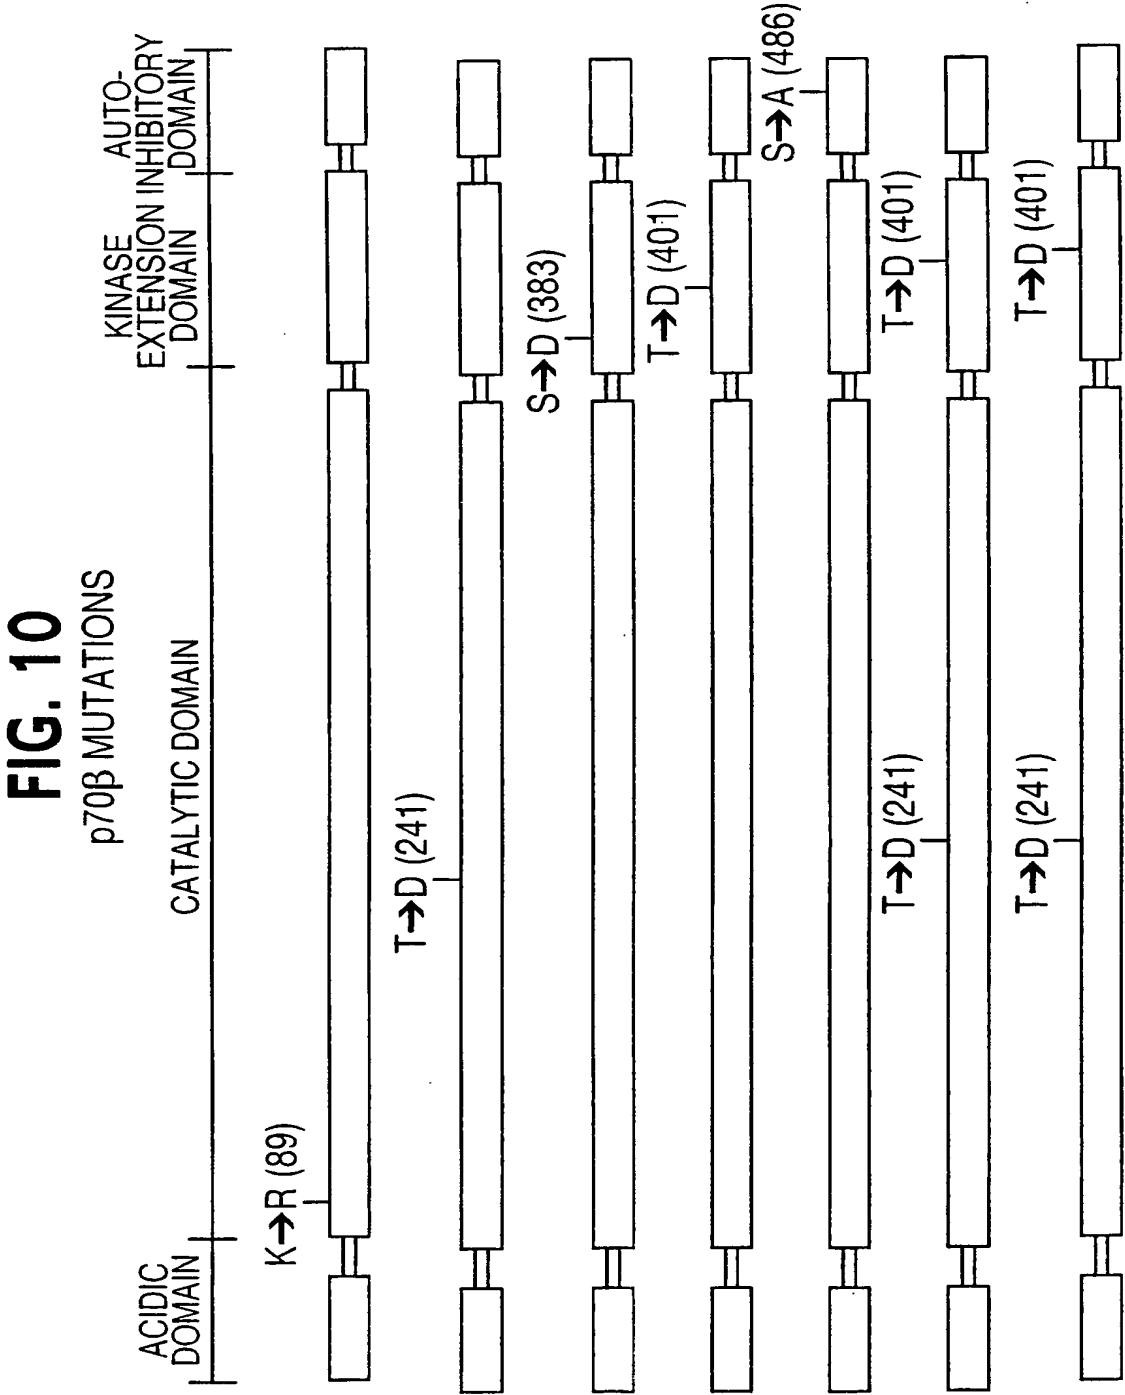 FIG. 10
p70β MUTATIONS
ACIDIC
DOMAIN
CATALYTIC DOMAIN
KINASE
EXTENSION
DOMAIN
AUTO-
INHIBITORY
DOMAIN
K→R (89)
T→D (241)
S→D (383)
T→D (401)
S→A (486)
T→D (241)
T→D (401)
T→D (241)
T→D (401)